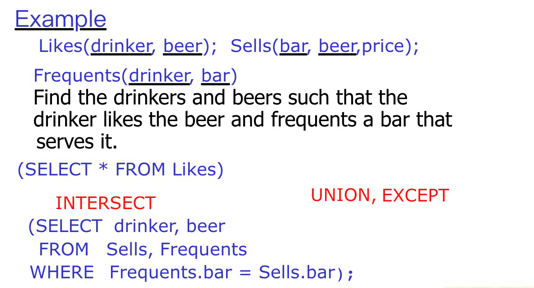 Example
Likes(drinker, beer); Sells(bar, beer,price);
Frequents(drinker, bar)
Find the drinkers and beers such that the
drinker likes the beer and frequents a bar that
serves it.
(SELECT * FROM Likes)
INTERSECT
UNION, EXCEPT
(SELECT drinker, beer
FROM Sells, Frequents
WHERE Frequents.bar = Sells.bar);